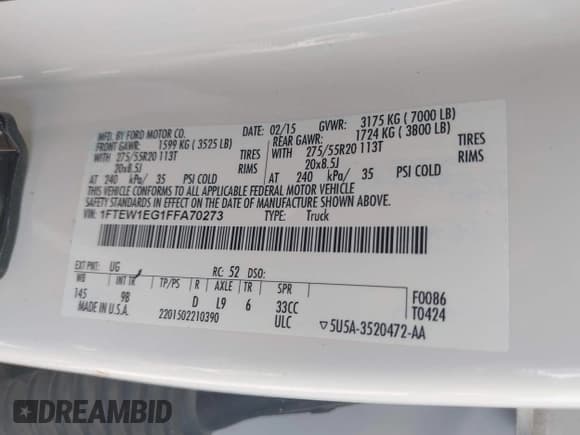 MFD. BY FORD MOTOR CO. 02/15 GVWR: 3175 KG ( 7000 LB)
FRONT GAWR: 1599 KG ( 3525 LB) REAR GAWR: 1724 KG ( 3800 LB)
WITH 275/55R20 113T TIRES WITH 275/55R20 113T TIRES
20x8.5J RIMS 20x8.5J RIMS
AT 240 kPa/ 35 PSI COLD AT 240 kPa/ 35 PSI COLD
THIS VEHICLE CONFORMS TO ALL APPLICABLE FEDERAL MOTOR VEHICLE
SAFETY STANDARDS IN EFFECT ON THE DATE OF MANUFACTURE SHOWN ABOVE.
VIN: 1FTEW1EG1FFA70273 TYPE: Truck
EXT PNT: UG RC: 52 DSO:
WB INT TR TP/PS R AXLE TR SPR F0086
145 9B D L9 6 33CC T0424
MADE IN U.S.A. 2201502210390 ULC ▽5U5A-3520472-AA
DREAMBID